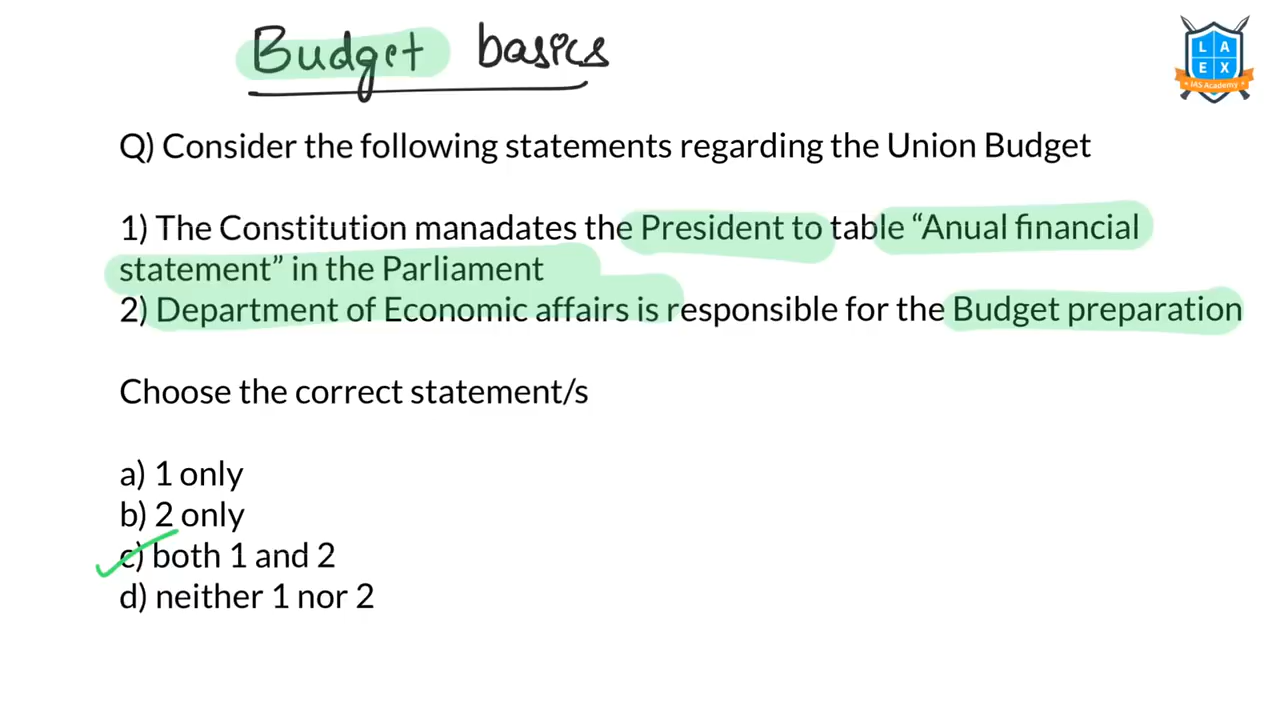 Budget basics
L A
E X
MS Academy
Q) Consider the following statements regarding the Union Budget
1) The Constitution manadates the President to table “Anual financial
statement” in the Parliament
2) Department of Economic affairs is responsible for the Budget preparation
Choose the correct statement/s
a) 1 only
b) 2 only
c) both 1 and 2
d) neither 1 nor 2